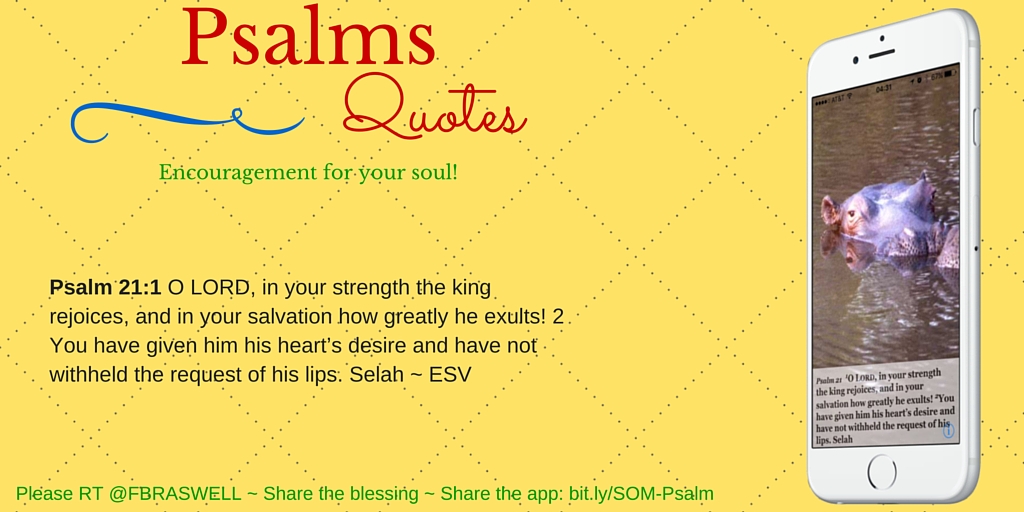 Psalms
Quotes
Encouragement for your soul!
Psalm 21:1 O LORD, in your strength the king
rejoices, and in your salvation how greatly he exults! 2
You have given him his heart’s desire and have not
withheld the request of his lips. Selah ~ ESV
Please RT @FBRASWELL ~ Share the blessing ~ Share the app: bit.ly/SOM-Psalm
AT&T 04:31 57%
Psalm 21 ¹O LORD, in your strength
the king rejoices, and in your
salvation how greatly he exults! ²You
have given him his heart's desire and
have not withheld the request of his
lips. Selah